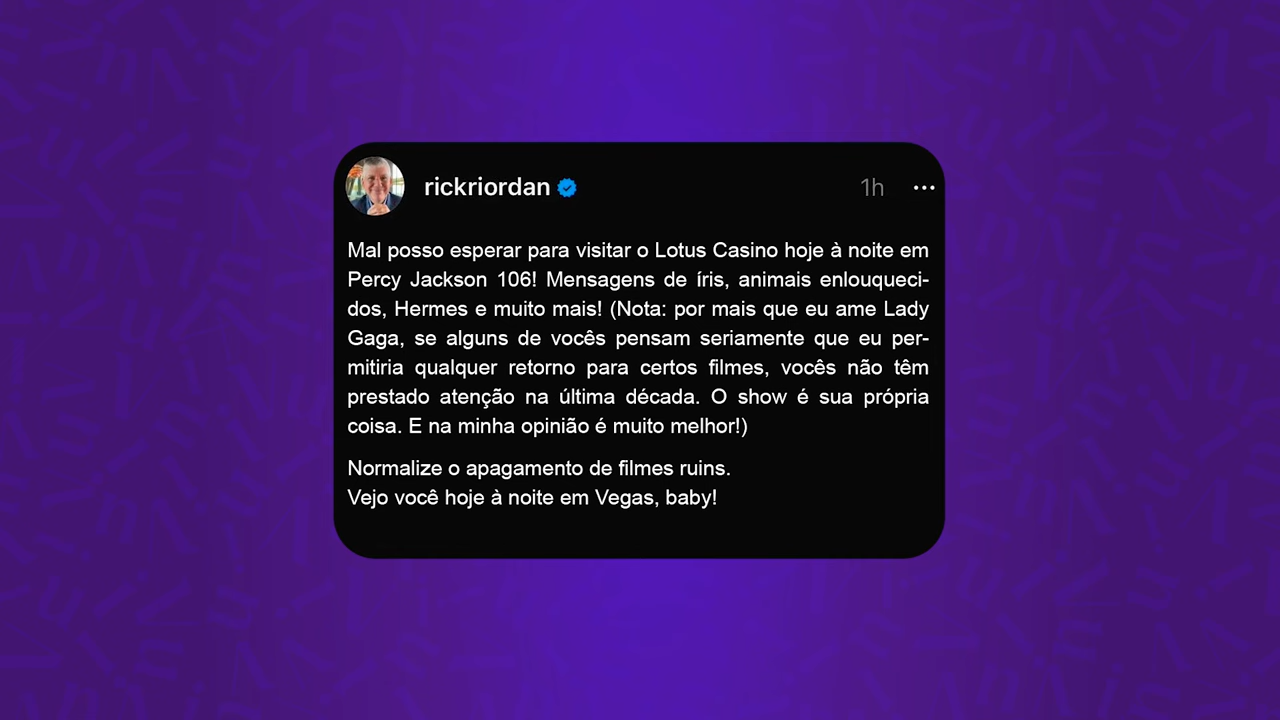 rickriordan
1h
Mal posso esperar para visitar o Lotus Casino hoje à noite em
Percy Jackson 106! Mensagens de íris, animais enlouqueci-
dos, Hermes e muito mais! (Nota: por mais que eu ame Lady
Gaga, se alguns de vocês pensam seriamente que eu per-
mitiria qualquer retorno para certos filmes, vocês não têm
prestado atenção na última década. O show é sua própria
coisa. E na minha opinião é muito melhor!)
Normalize o apagamento de filmes ruins.
Vejo você hoje à noite em Vegas, baby!